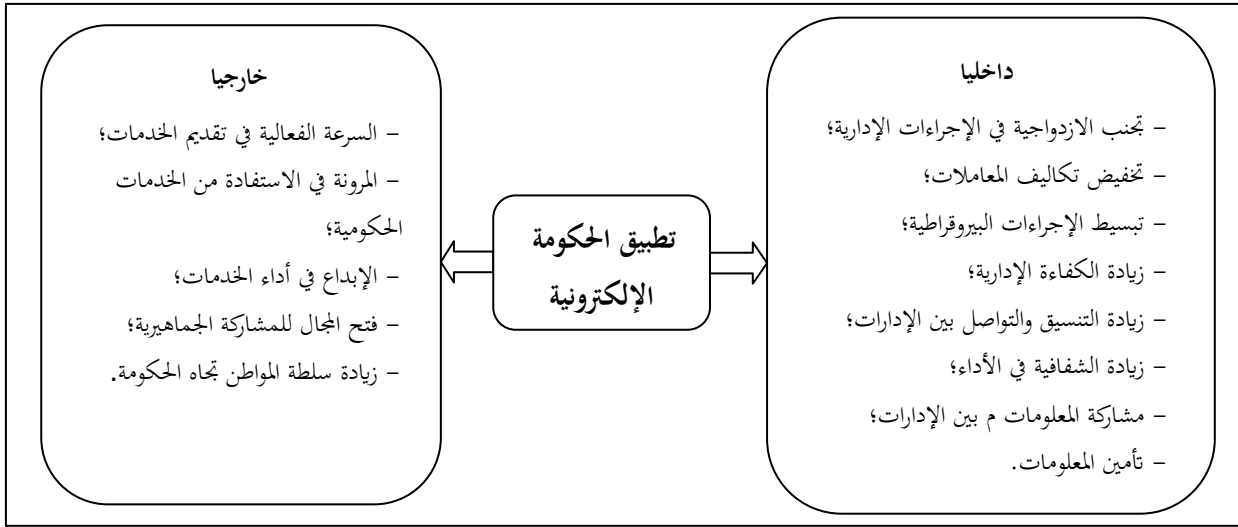 داخليا
– تجنب الازدواجية في الإجراءات الإدارية؛
– تخفيض تكاليف المعاملات؛
– تبسيط الإجراءات البيروقراطية؛
– زيادة الكفاءة الإدارية؛
– زيادة التنسيق والتواصل بين الإدارات؛
– زيادة الشفافية في الأداء؛
– مشاركة المعلومات م بين الإدارات؛
– تأمين المعلومات.
تطبيق الحكومة
الإلكترونية
خارجيا
– السرعة الفعالية في تقديم الخدمات؛
– المرونة في الاستفادة من الخدمات
الحكومية؛
– الإبداع في أداء الخدمات؛
– فتح المجال للمشاركة الجماهيرية؛
– زيادة سلطة المواطن تجاه الحكومة.